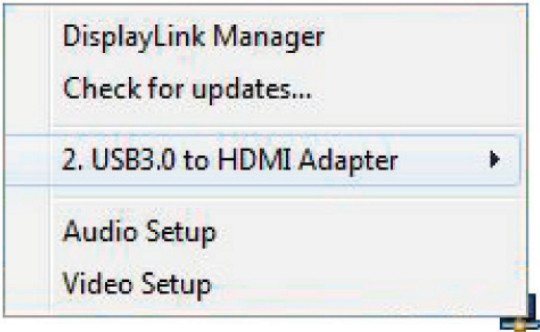 DisplayLink Manager
Check for updates...
2. USB3.0 to HDMI Adapter
Audio Setup
Video Setup